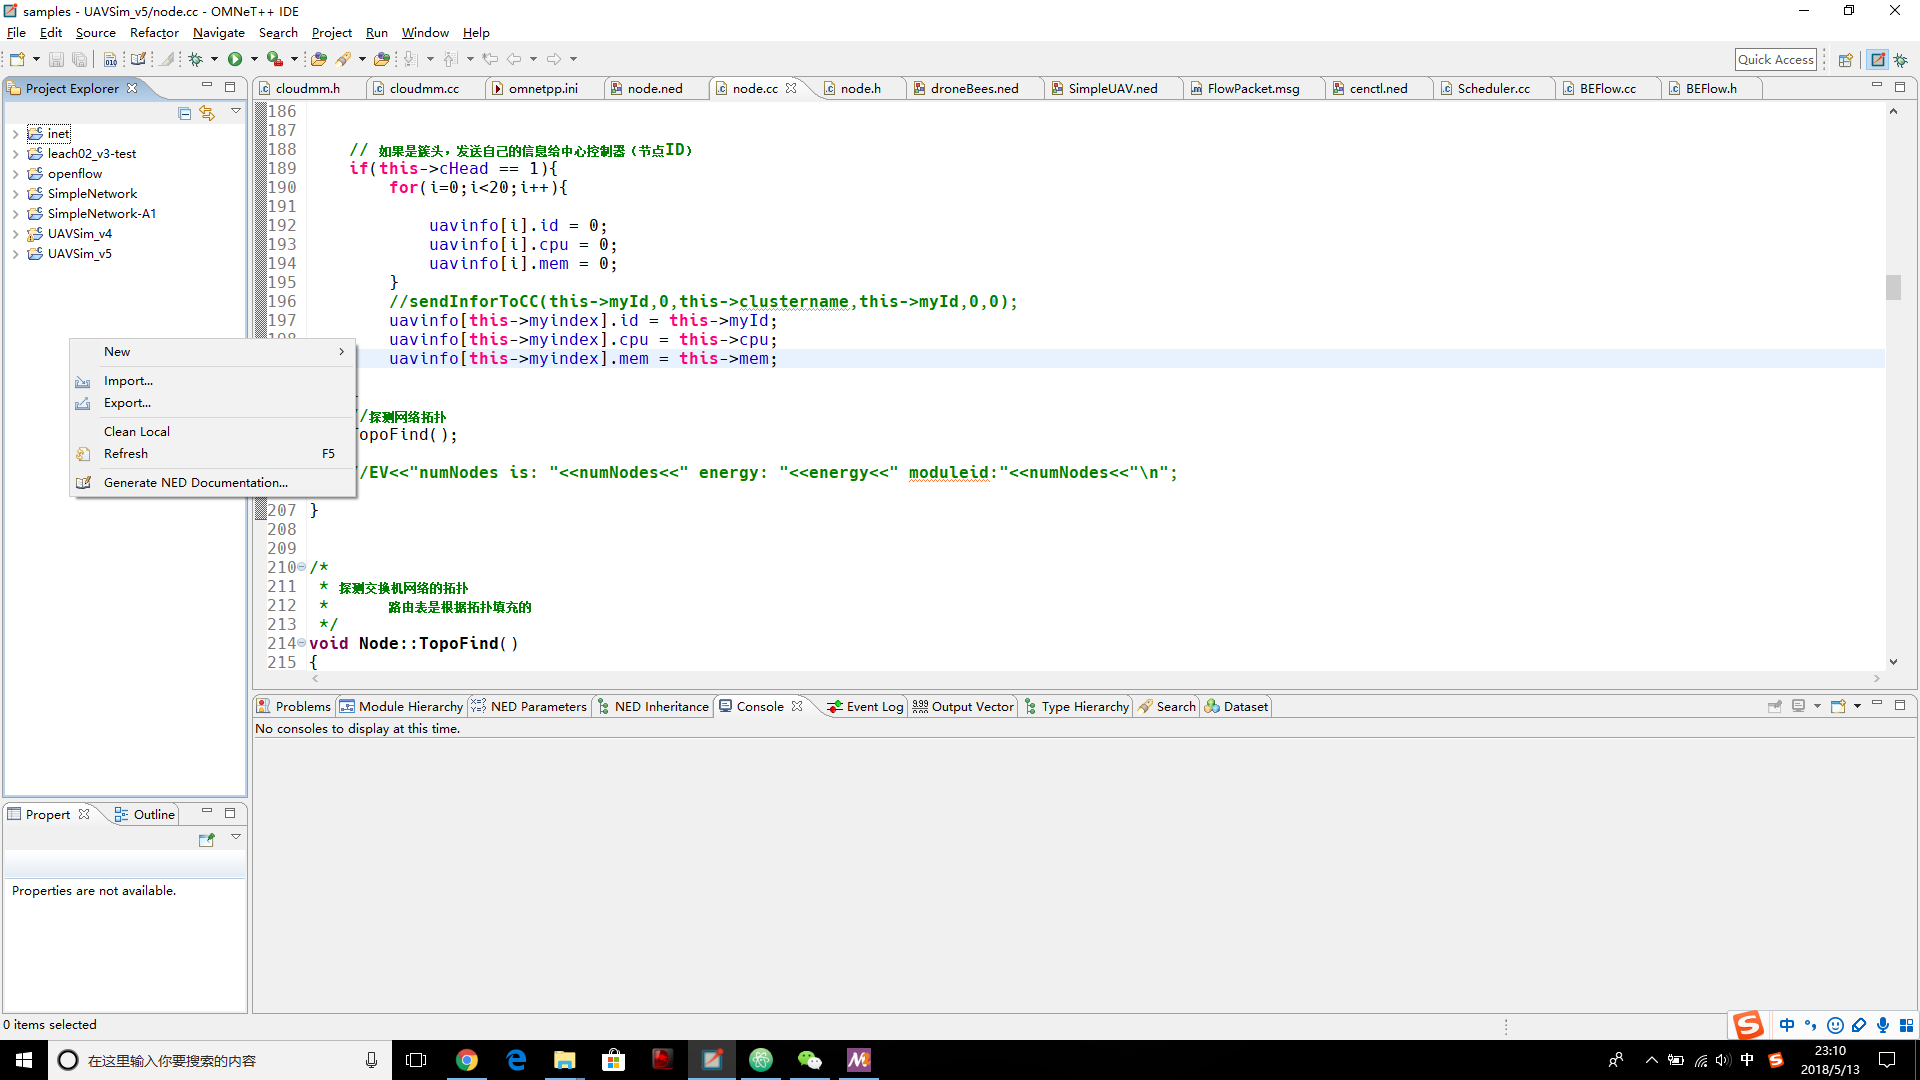 samples - UAVSim_v5/node.cc - OMNeT++ IDE
File Edit Source Refactor Navigate Search Project Run Window Help
Quick Access
Project Explorer
cloudmm.h cloudmm.cc omnetpp.ini node.ned node.cc node.h droneBees.ned SimpleUAV.ned FlowPacket.msg cenctl.ned Scheduler.cc BEFlow.cc BEFlow.h
inet
leach02_v3-test
openflow
SimpleNetwork
SimpleNetwork-A1
UAVSim_v4
UAVSim_v5
New
Import...
Export...
Clean Local
Refresh F5
Generate NED Documentation...
186
187
188 // 如果是簇头，发送自己的信息给中心控制器（节点ID）
189 if(this->cHead == 1){
190 for(i=0;i<20;i++){
191
192 uavinfo[i].id = 0;
193 uavinfo[i].cpu = 0;
194 uavinfo[i].mem = 0;
195 }
196 //sendInforToCC(this->myId,0,this->clustername,this->myId,0,0);
197 uavinfo[this->myindex].id = this->myId;
198 uavinfo[this->myindex].cpu = this->cpu;
uavinfo[this->myindex].mem = this->mem;
/探测网络拓扑
TopoFind();
/EV<<"numNodes is: "<<numNodes<<" energy: "<<energy<<" moduleid:"<<numNodes<<"\n";
207 }
208
209
210 /*
211 * 探测交换机网络的拓扑
212 * 路由表是根据拓扑填充的
213 */
214 void Node::TopoFind()
215 {
Problems Module Hierarchy NED Parameters NED Inheritance Console Event Log Output Vector Type Hierarchy Search Dataset
No consoles to display at this time.
Propert Outline
Properties are not available.
0 items selected
中
在这里输入你要搜索的内容
中
23:10
2018/5/13